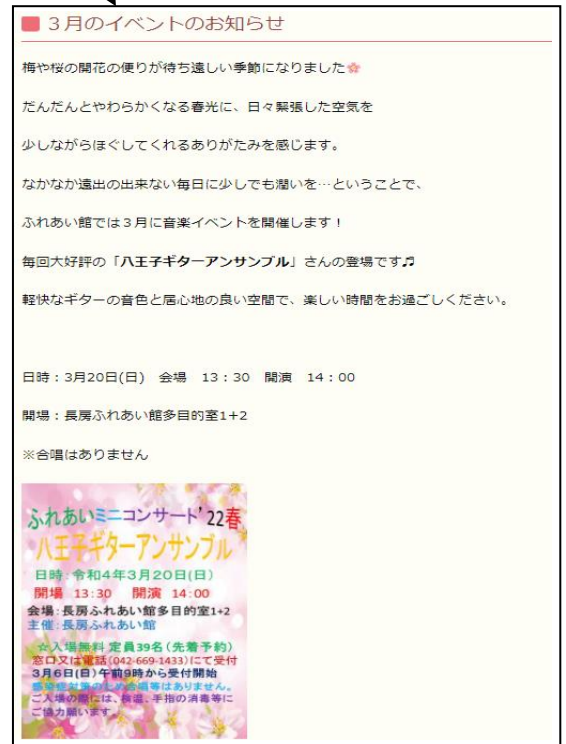 ３月のイベントのお知らせ
梅や桜の開花の便りが待ち遠しい季節になりました🌸
だんだんとやわらかくなる春光に、日々緊張した空気を
少しながらほぐしてくれるありがたみを感じます。
なかなか遠出の出来ない毎日に少しでも潤いを…ということで、
ふれあい館では３月に音楽イベントを開催します！
毎回大好評の「八王子ギターアンサンブル」さんの登場です♫
軽快なギターの音色と居心地の良い空間で、楽しい時間をお過ごしください。
日時：3月20日(日)　会場　13：30　開演　14：00
開場：長房ふれあい館多目的室1+2
※合唱はありません
ふれあいミニコンサート’22春
八王子ギターアンサンブル
日時：令和4年3月20日(日)
開場 13:30　開演 14:00
会場：長房ふれあい館多目的室1+2
主催：長房ふれあい館
☆入場無料 定員39名(先着予約)
窓口又は電話(042-669-1433)にて受付
3月6日(日)午前9時から受付開始
感染症対策のため合唱等はありません。
ご入場の際には、検温、手指の消毒等に
ご協力願います。